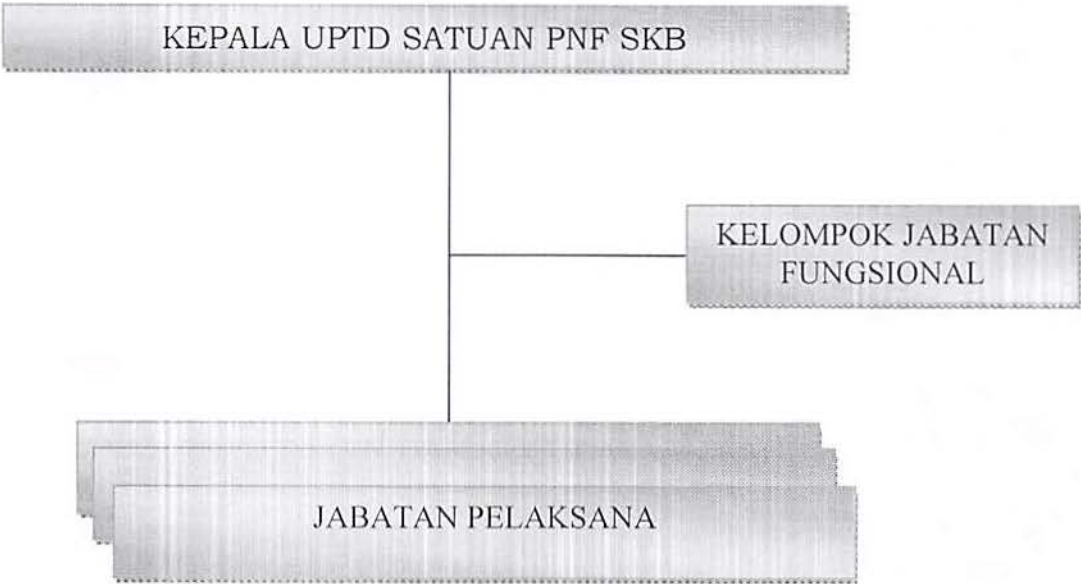 KEPALA UPTD SATUAN PNF SKB
KELOMPOK JABATAN
FUNGSIONAL
JABATAN PELAKSANA